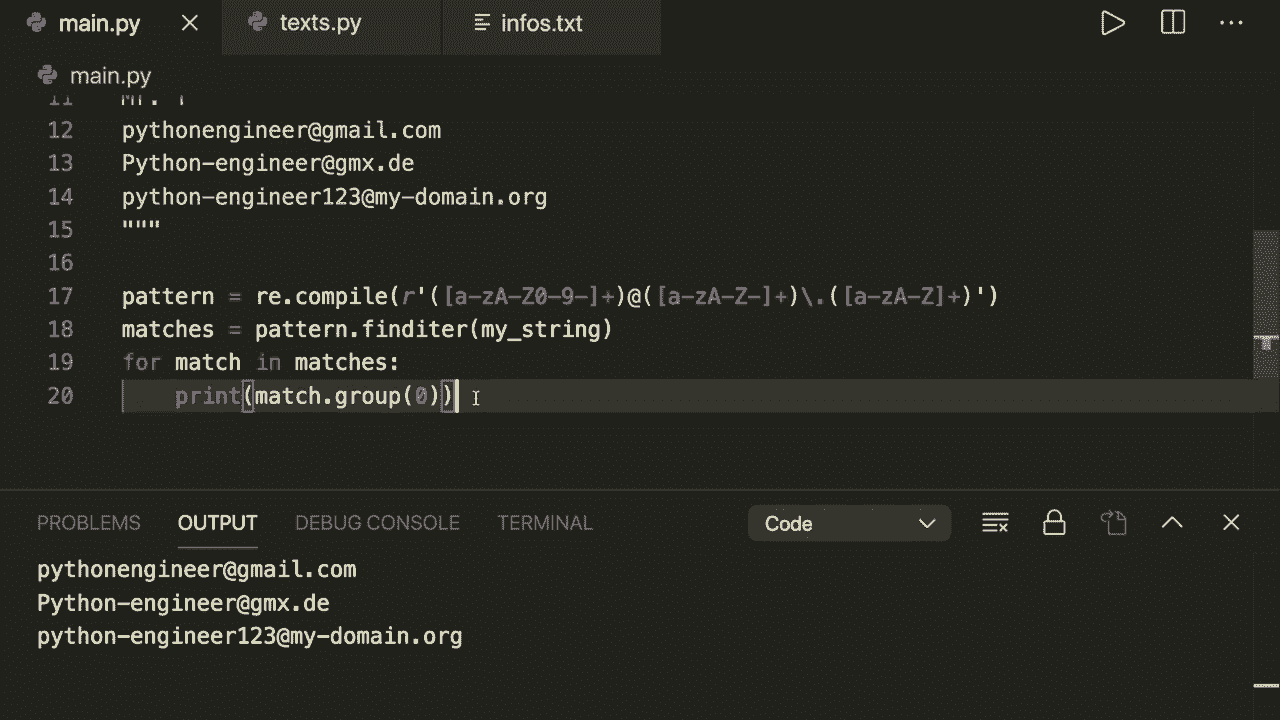 main.py
texts.py
infos.txt
main.py
11
12 pythonengineer@gmail.com
13 Python-engineer@gmx.de
14 python-engineer123@my-domain.org
15 """
16
17 pattern = re.compile(r'([a-zA-Z0-9-]+)@([a-zA-Z-]+)\.([a-zA-Z]+)')
18 matches = pattern.finditer(my_string)
19 for match in matches:
20 print(match.group(0))
PROBLEMS OUTPUT DEBUG CONSOLE TERMINAL Code
pythonengineer@gmail.com
Python-engineer@gmx.de
python-engineer123@my-domain.org